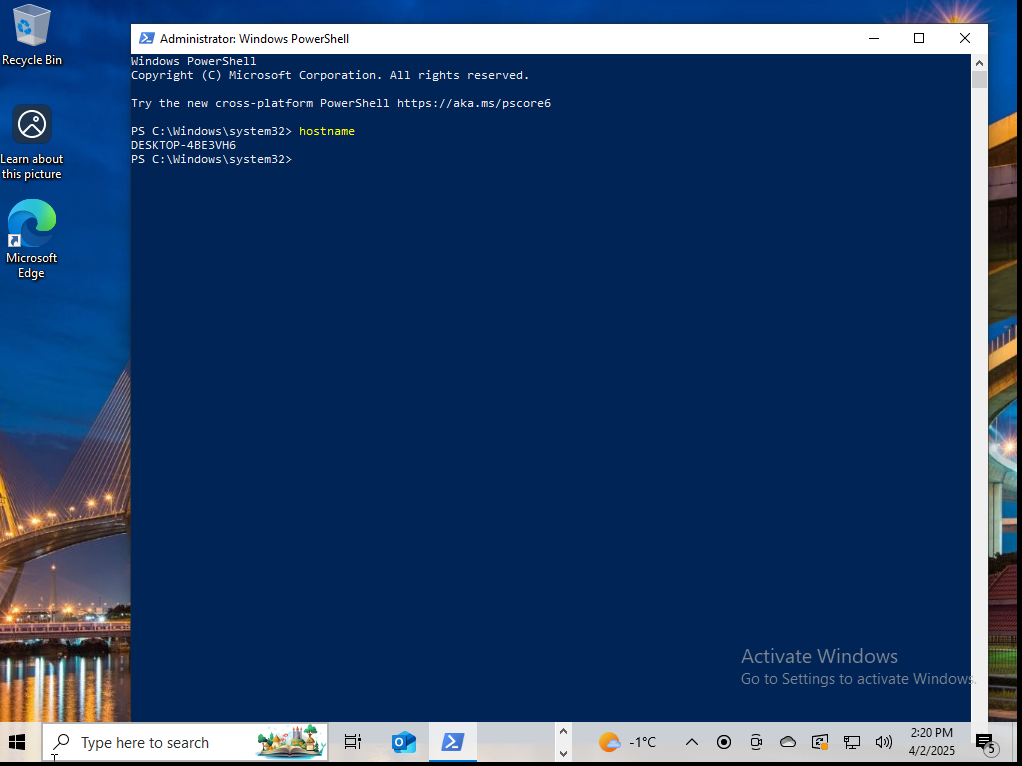 Recycle Bin
Learn about
this picture
Microsoft
Edge
Administrator: Windows PowerShell
Windows PowerShell
Copyright (C) Microsoft Corporation. All rights reserved.
Try the new cross-platform PowerShell https://aka.ms/pscore6
PS C:\Windows\system32> hostname
DESKTOP-4BE3VH6
PS C:\Windows\system32>
Activate Windows
Go to Settings to activate Windows.
Type here to search
-1°C
2:20 PM
4/2/2025
5